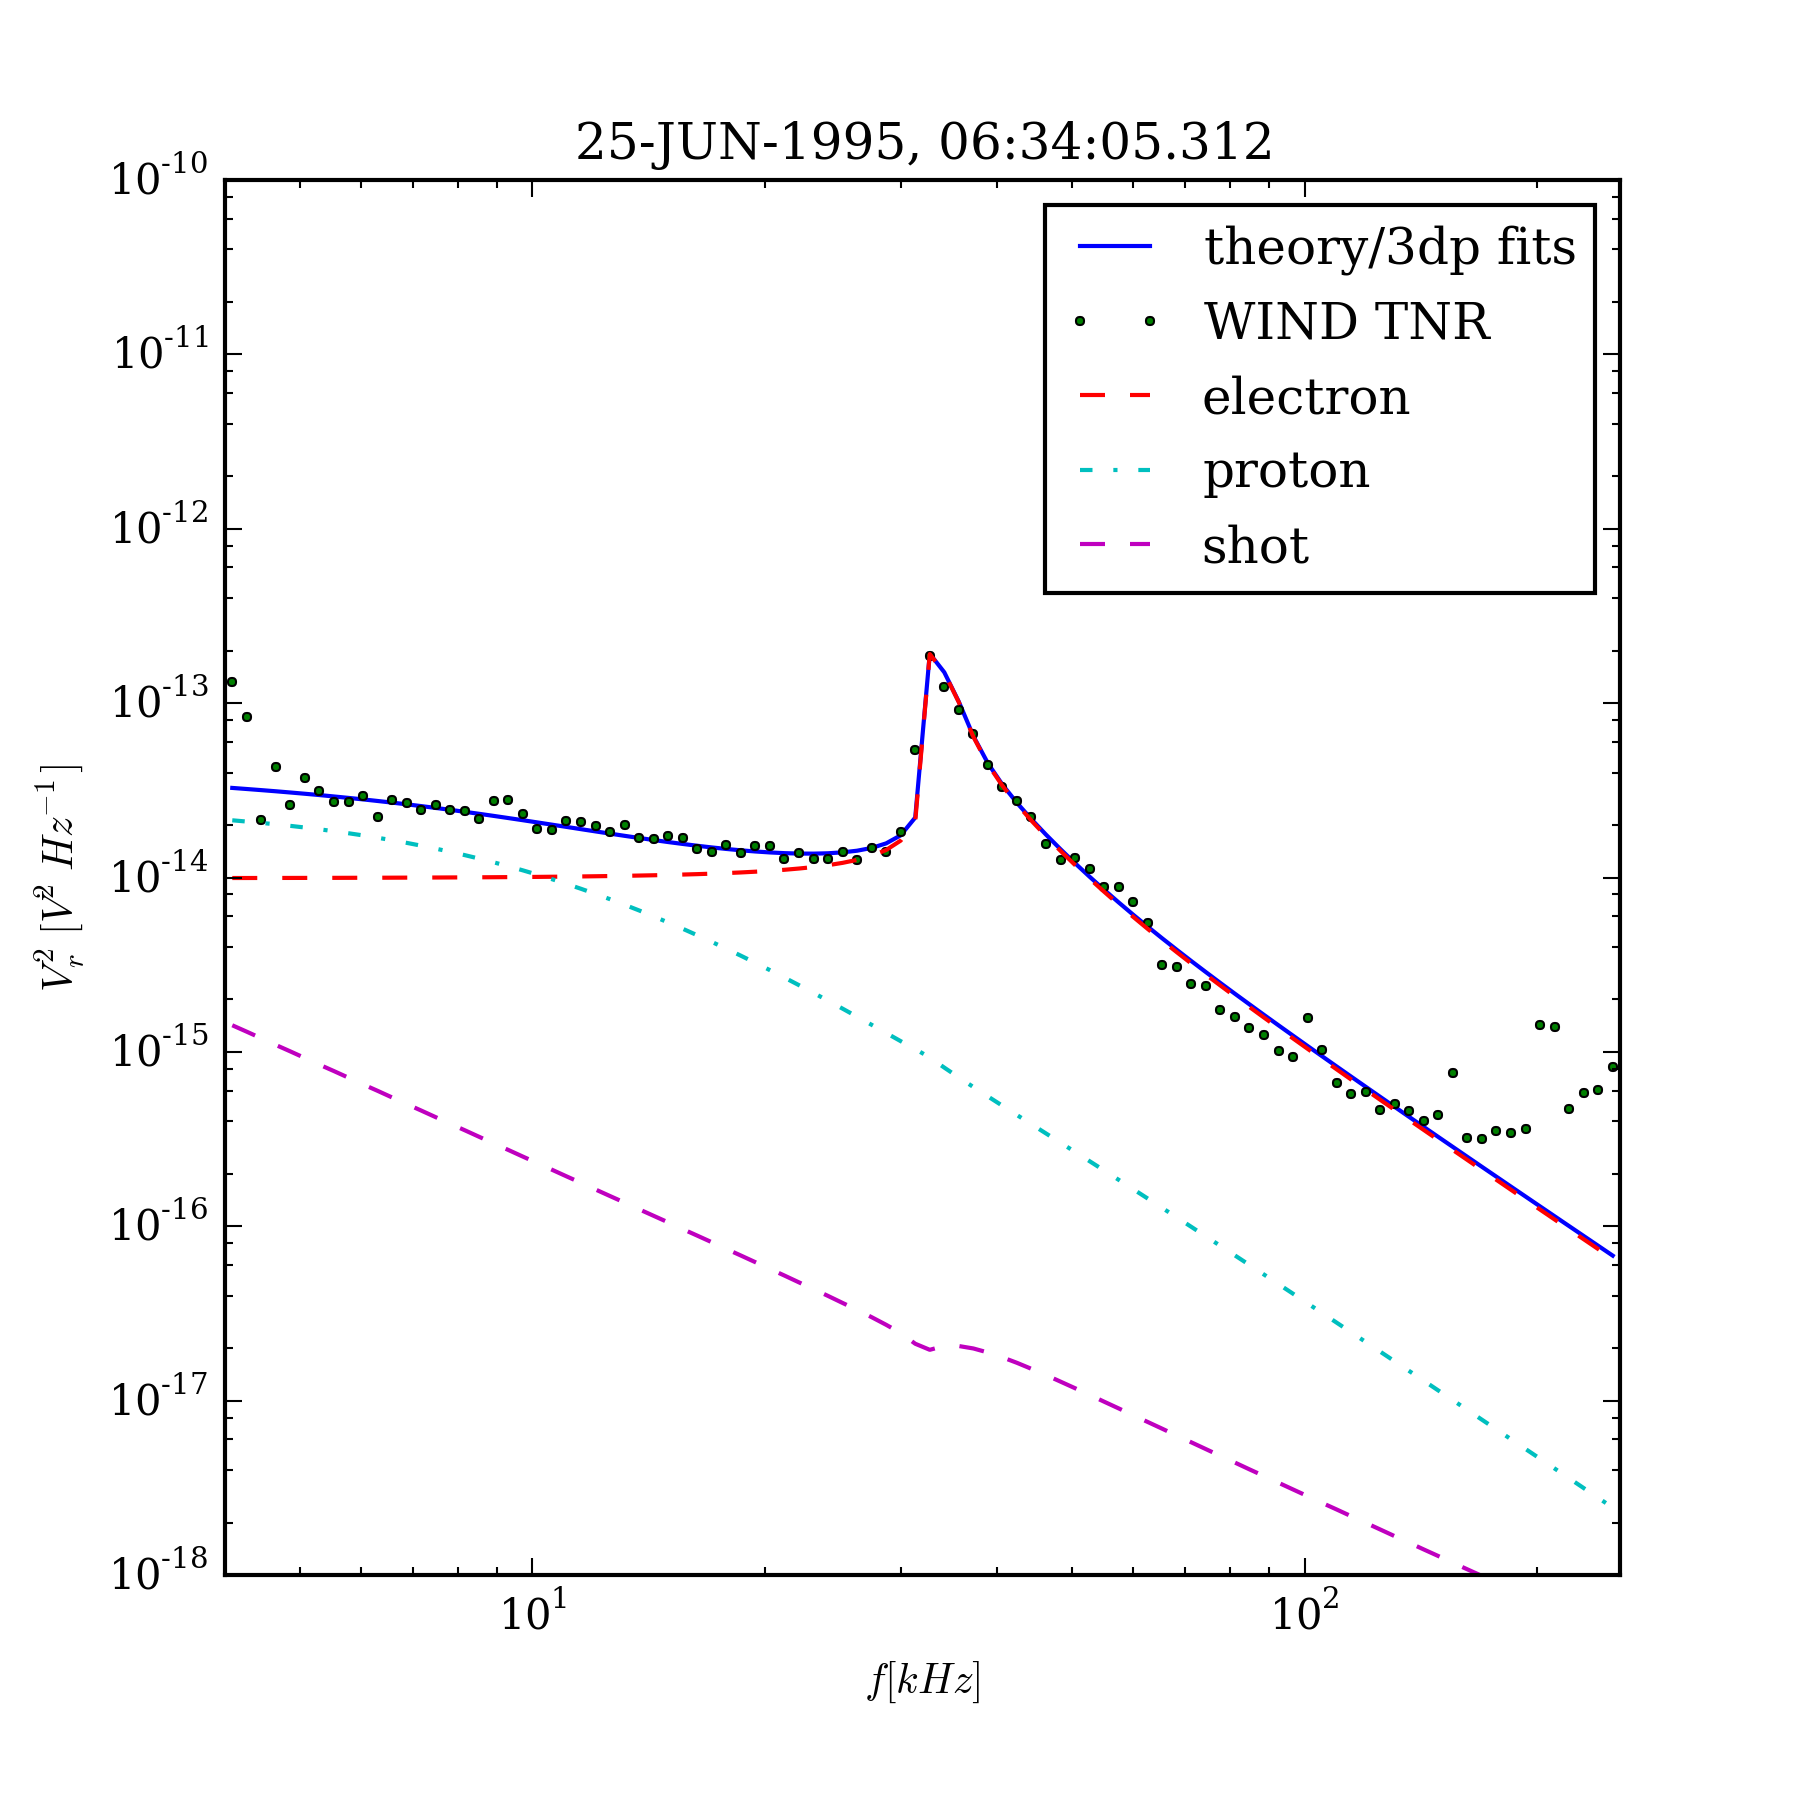 25-JUN-1995, 06:34:05.312
10^-10
10^-11
10^-12
10^-13
10^-14
10^-15
10^-16
10^-17
10^-18
V_r^2 [V^2 Hz^-1]
theory/3dp fits
WIND TNR
electron
proton
shot
10^1 10^2
f[kHz]